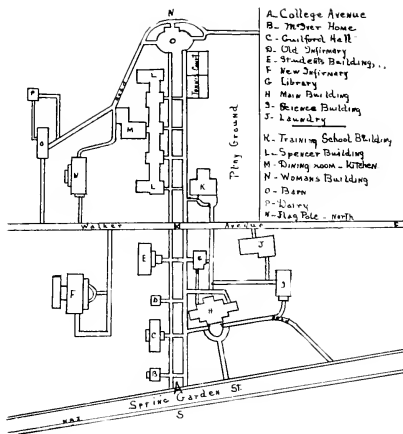 N
A College Avenue
B- McIver Home
C- Guilford Hall
D- Old Infirmary
E- Students Building,
F New Infirmary
G Library
H Main Building
I- Science Building
J- Laundry
K- Training School Building
L- Spencer Building
M- Dining room - Kitchen
N- Womans Building
O- Barn
P- Dairy
N- Flag Pole - north
O
Tennis Court
Play Ground
P
O
L
M
N
L
K
Walker Avenue
E
E
G
J
F
D
H
I
C
B
A
Spring Garden St.
S